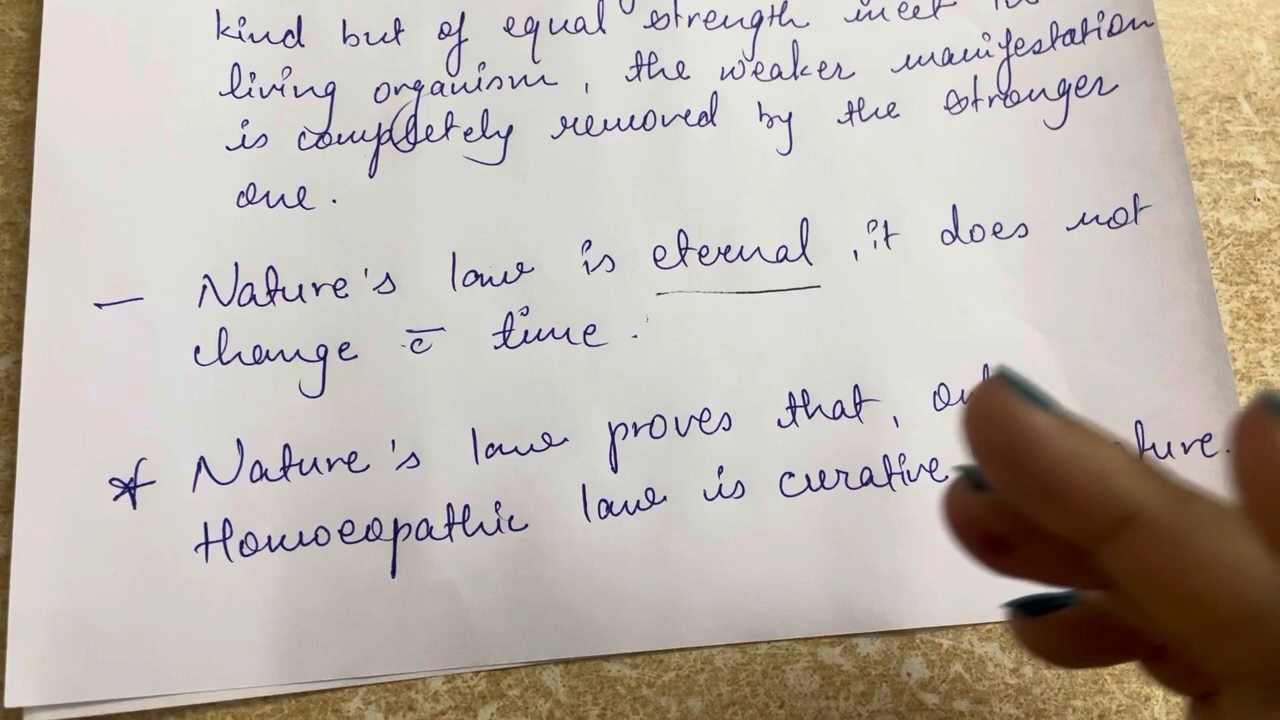 kind but of equal strength meet
living organism, the weaker manifestation
is completely removed by the stronger
one.
— Nature's law is eternal, it does not
change c̄ time.
* Nature's law proves that,
Homoeopathic law is curative